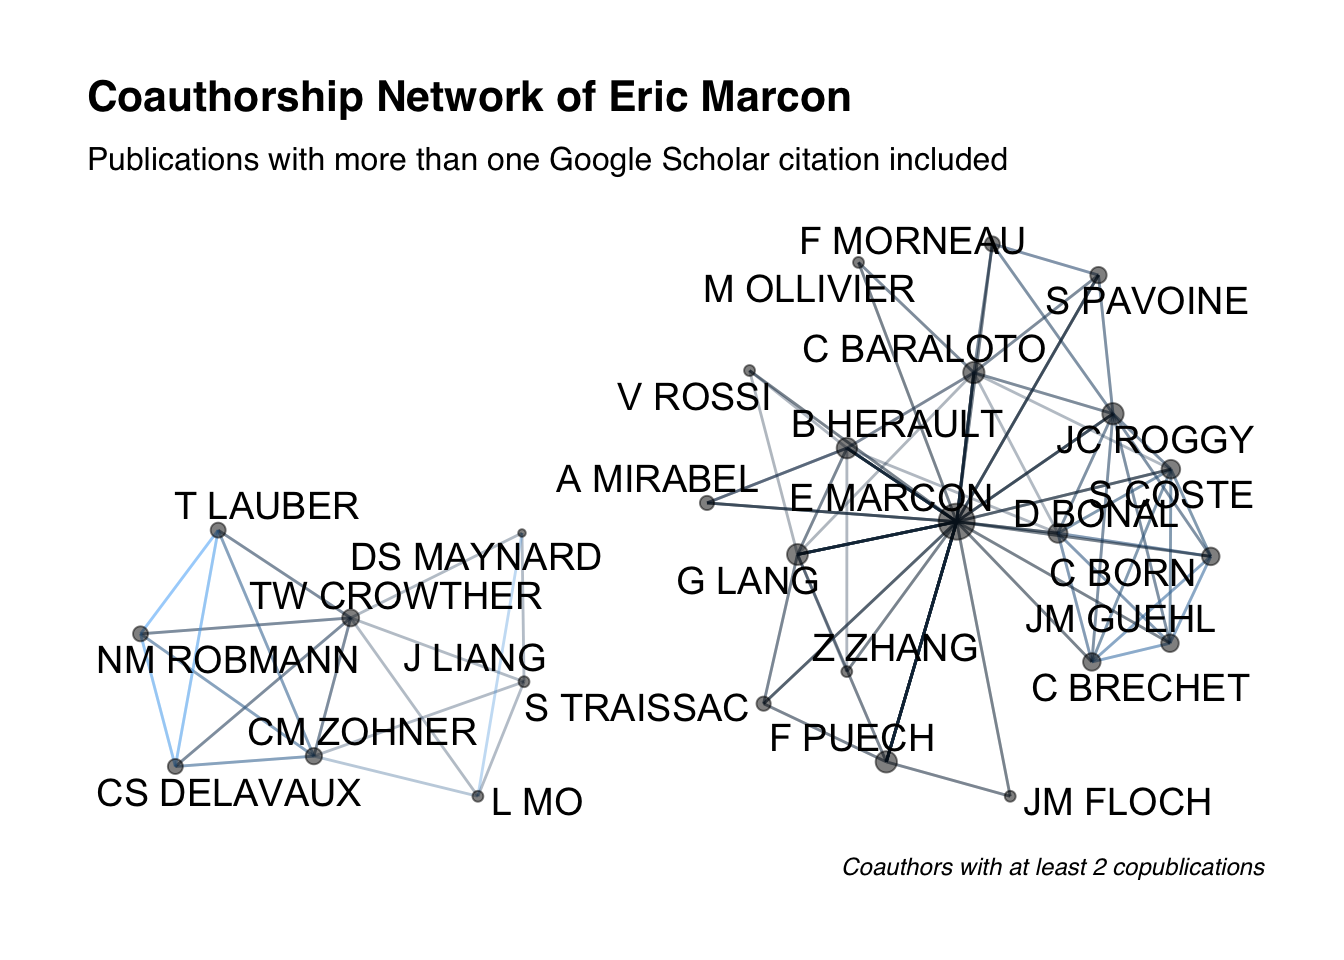 Coauthorship Network of Eric Marcon
Publications with more than one Google Scholar citation included
F MORNEAU
M OLLIVIER
S PAVOINE
C BARALOTO
V ROSSI
B HERAULT
JC ROGGY
A MIRABEL
E MARCON
S COSTE
D BONAL
T LAUBER
DS MAYNARD
G LANG
C BORN
TW CROWTHER
JM GUEHL
NM ROBMANN
J LIANG
Z ZHANG
C BRECHET
S TRAISSAC
CM ZOHNER
F PUECH
CS DELAVAUX
L MO
JM FLOCH
Coauthors with at least 2 copublications